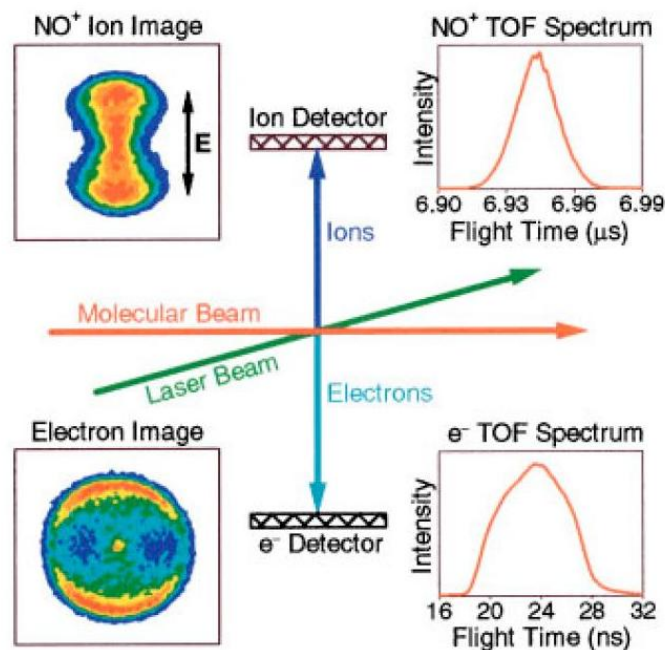 NO⁺ Ion Image
E
Ion Detector
Ions
NO⁺ TOF Spectrum
Intensity
6.90 6.93 6.96 6.99
Flight Time (μs)
Molecular Beam
Laser Beam
Electrons
Electron Image
e⁻ Detector
e⁻ TOF Spectrum
Intensity
16 20 24 28 32
Flight Time (ns)